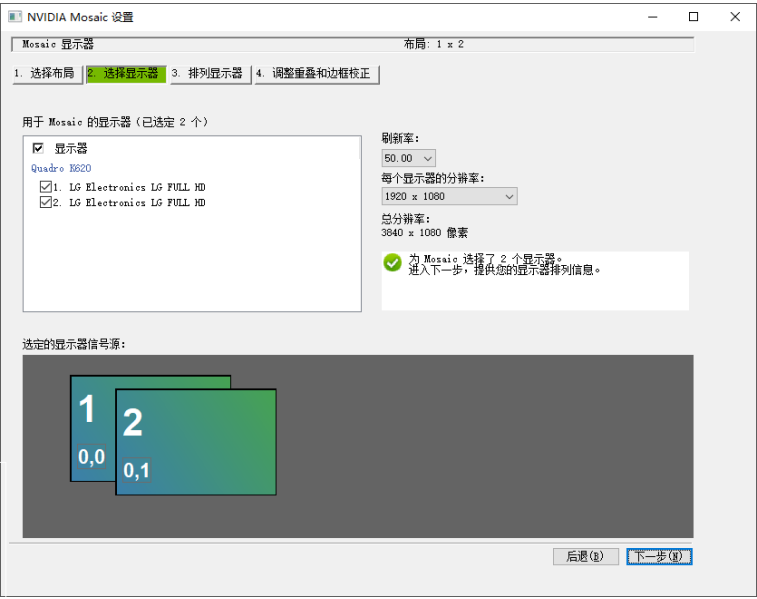 NVIDIA Mosaic 设置
Mosaic 显示器 布局: 1 x 2
1. 选择布局 2. 选择显示器 3. 排列显示器 4. 调整重叠和边框校正
用于 Mosaic 的显示器 (已选定 2 个)
显示器
Quadro K620
1. LG Electronics LG FULL HD
2. LG Electronics LG FULL HD
刷新率:
50.00
每个显示器的分辨率:
1920 x 1080
总分辨率:
3840 x 1080 像素
为 Mosaic 选择了 2 个显示器。
进入下一步，提供您的显示器排列信息。
选定的显示器信号源:
1
0,0
2
0,1
后退(B) 下一步(N)